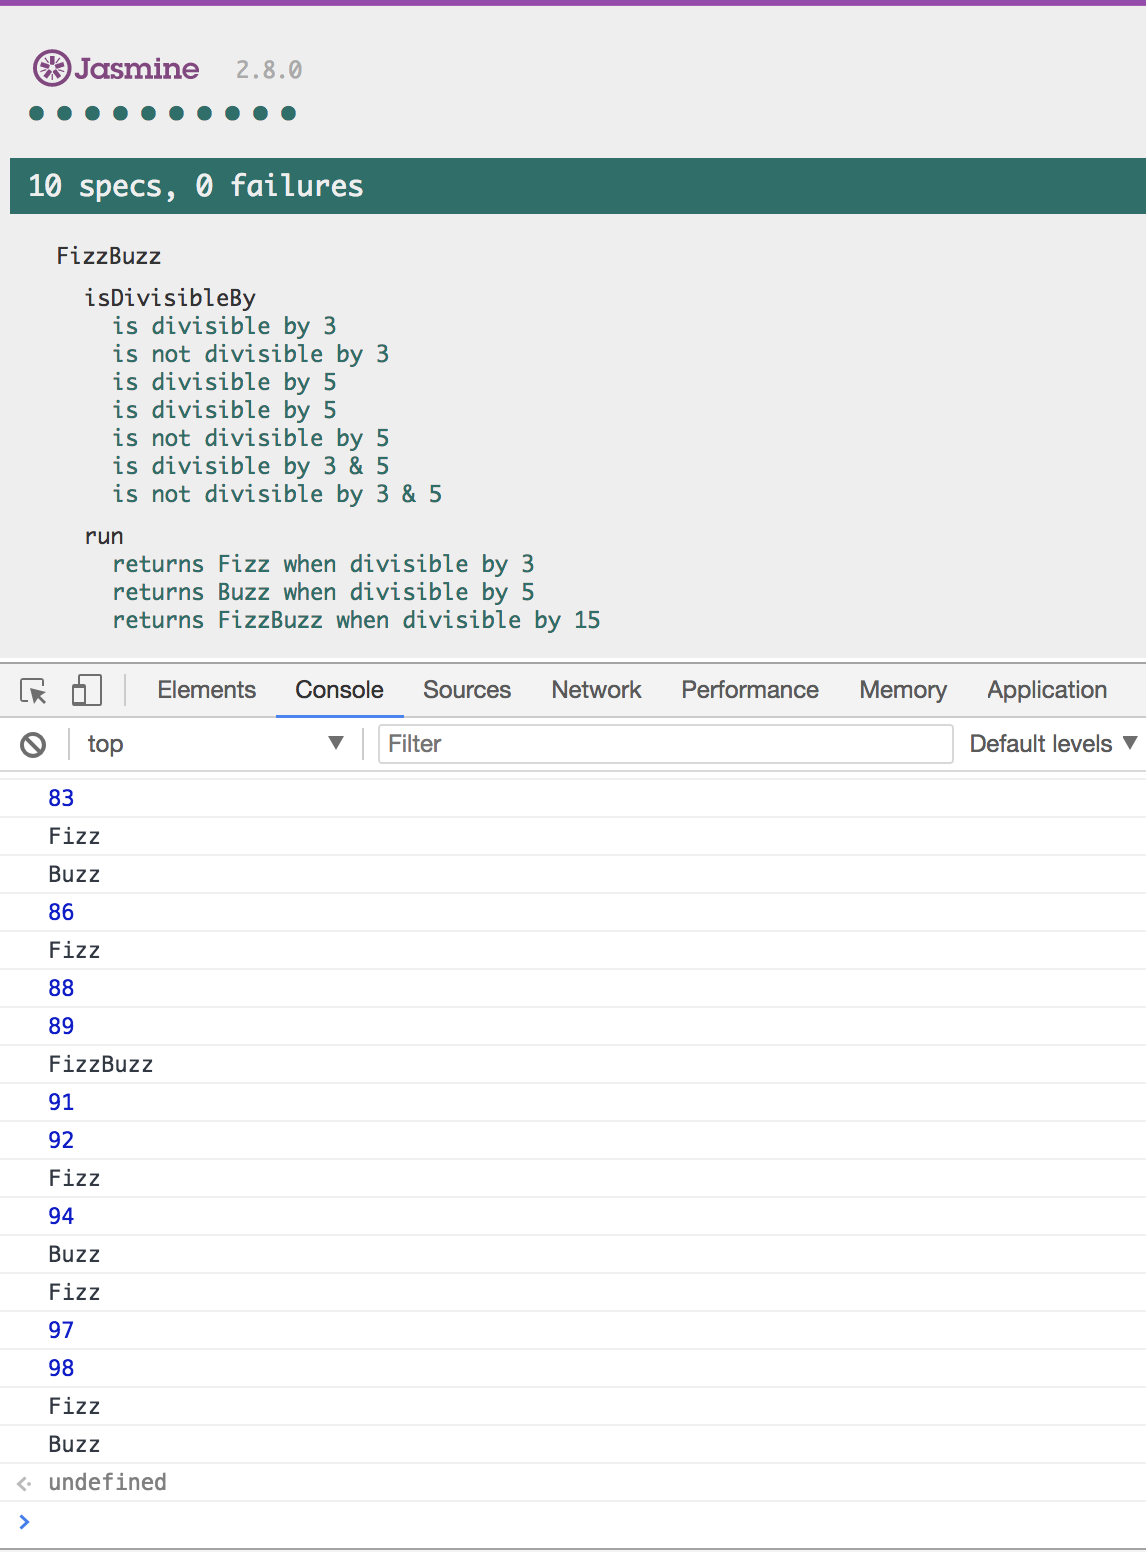 Jasmine 2.8.0
10 specs, 0 failures
FizzBuzz
isDivisibleBy
is divisible by 3
is not divisible by 3
is divisible by 5
is divisible by 5
is not divisible by 5
is divisible by 3 & 5
is not divisible by 3 & 5
run
returns Fizz when divisible by 3
returns Buzz when divisible by 5
returns FizzBuzz when divisible by 15
Elements Console Sources Network Performance Memory Application
top Filter Default levels
83
Fizz
Buzz
86
Fizz
88
89
FizzBuzz
91
92
Fizz
94
Buzz
Fizz
97
98
Fizz
Buzz
undefined